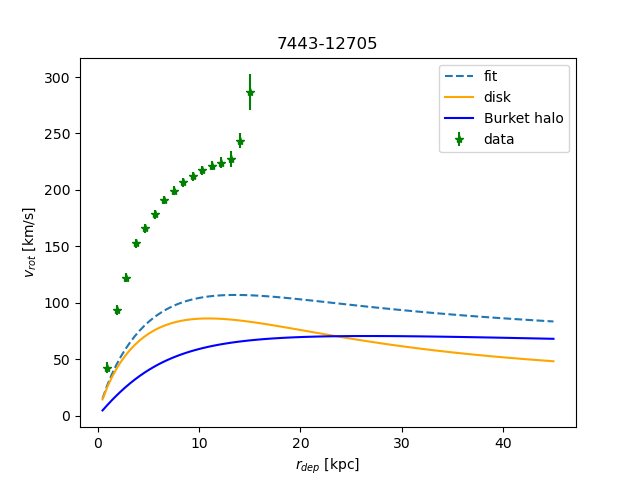 7443-12705
300
250
200
150
100
50
0
v_rot [km/s]
fit
disk
Burket halo
data
0 10 20 30 40
r_dep [kpc]